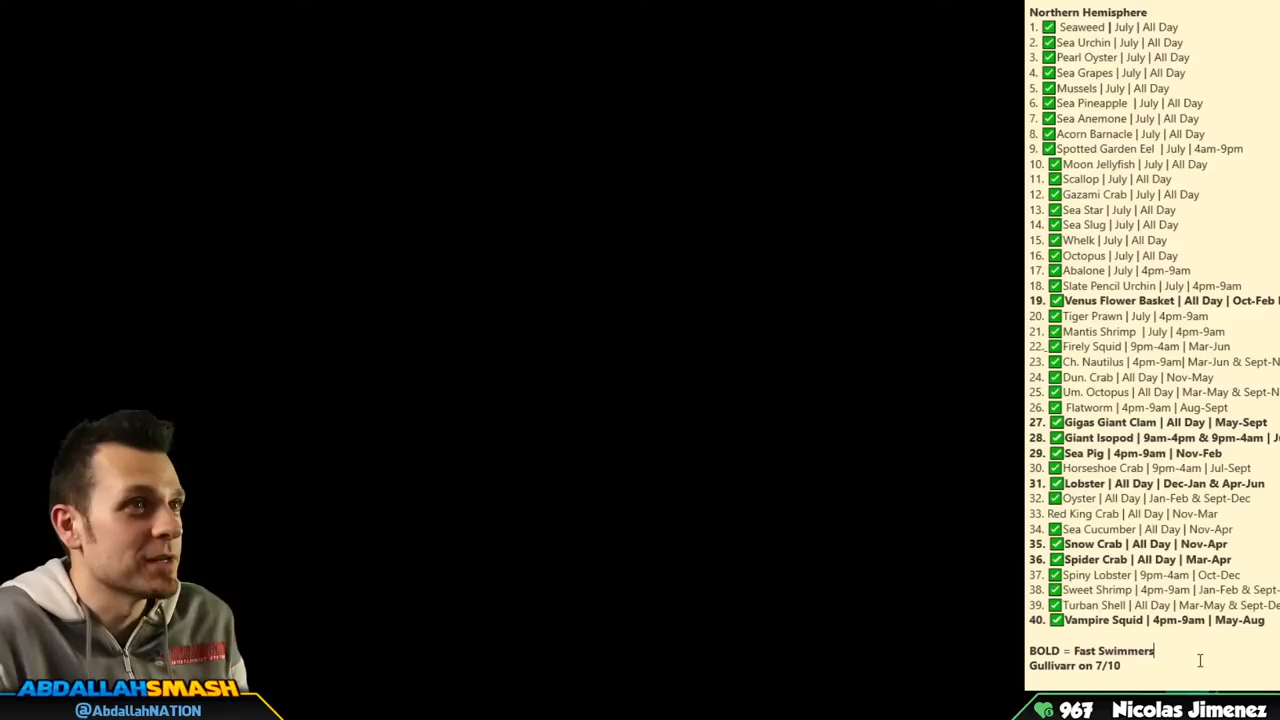 Northern Hemisphere
1. ✅ Seaweed | July | All Day
2. ✅Sea Urchin | July | All Day
3. ✅Pearl Oyster | July | All Day
4. ✅Sea Grapes | July | All Day
5. ✅Mussels | July | All Day
6. ✅Sea Pineapple | July | All Day
7. ✅Sea Anemone | July | All Day
8. ✅Acorn Barnacle | July | All Day
9. ✅Spotted Garden Eel | July | 4am-9pm
10. ✅Moon Jellyfish | July | All Day
11. ✅Scallop | July | All Day
12. ✅Gazami Crab | July | All Day
13. ✅Sea Star | July | All Day
14. ✅Sea Slug | July | All Day
15. ✅Whelk | July | All Day
16. ✅Octopus | July | All Day
17. ✅Abalone | July | 4pm-9am
18. ✅Slate Pencil Urchin | July | 4pm-9am
19. ✅Venus Flower Basket | All Day | Oct-Feb
20. ✅Tiger Prawn | July | 4pm-9am
21. ✅Mantis Shrimp | July | 4pm-9am
22. ✅Firely Squid | 9pm-4am | Mar-Jun
23. ✅Ch. Nautilus | 4pm-9am| Mar-Jun & Sept-N
24. ✅Dun. Crab | All Day | Nov-May
25. ✅Um. Octopus | All Day | Mar-May & Sept-N
26. ✅ Flatworm | 4pm-9am | Aug-Sept
27. ✅Gigas Giant Clam | All Day | May-Sept
28. ✅Giant Isopod | 9am-4pm & 9pm-4am | J
29. ✅Sea Pig | 4pm-9am | Nov-Feb
30. ✅Horseshoe Crab | 9pm-4am | Jul-Sept
31. ✅Lobster | All Day | Dec-Jan & Apr-Jun
32. ✅Oyster | All Day | Jan-Feb & Sept-Dec
33. Red King Crab | All Day | Nov-Mar
34. ✅Sea Cucumber | All Day | Nov-Apr
35. ✅Snow Crab | All Day | Nov-Apr
36. ✅Spider Crab | All Day | Mar-Apr
37. ✅Spiny Lobster | 9pm-4am | Oct-Dec
38. ✅Sweet Shrimp | 4pm-9am | Jan-Feb & Sept-
39. ✅Turban Shell | All Day | Mar-May & Sept-De
40. ✅Vampire Squid | 4pm-9am | May-Aug
BOLD = Fast Swimmers
Gullivarr on 7/10
ABDALLAHSMASH
@AbdallahNATION
967 Nicolas Jimenez